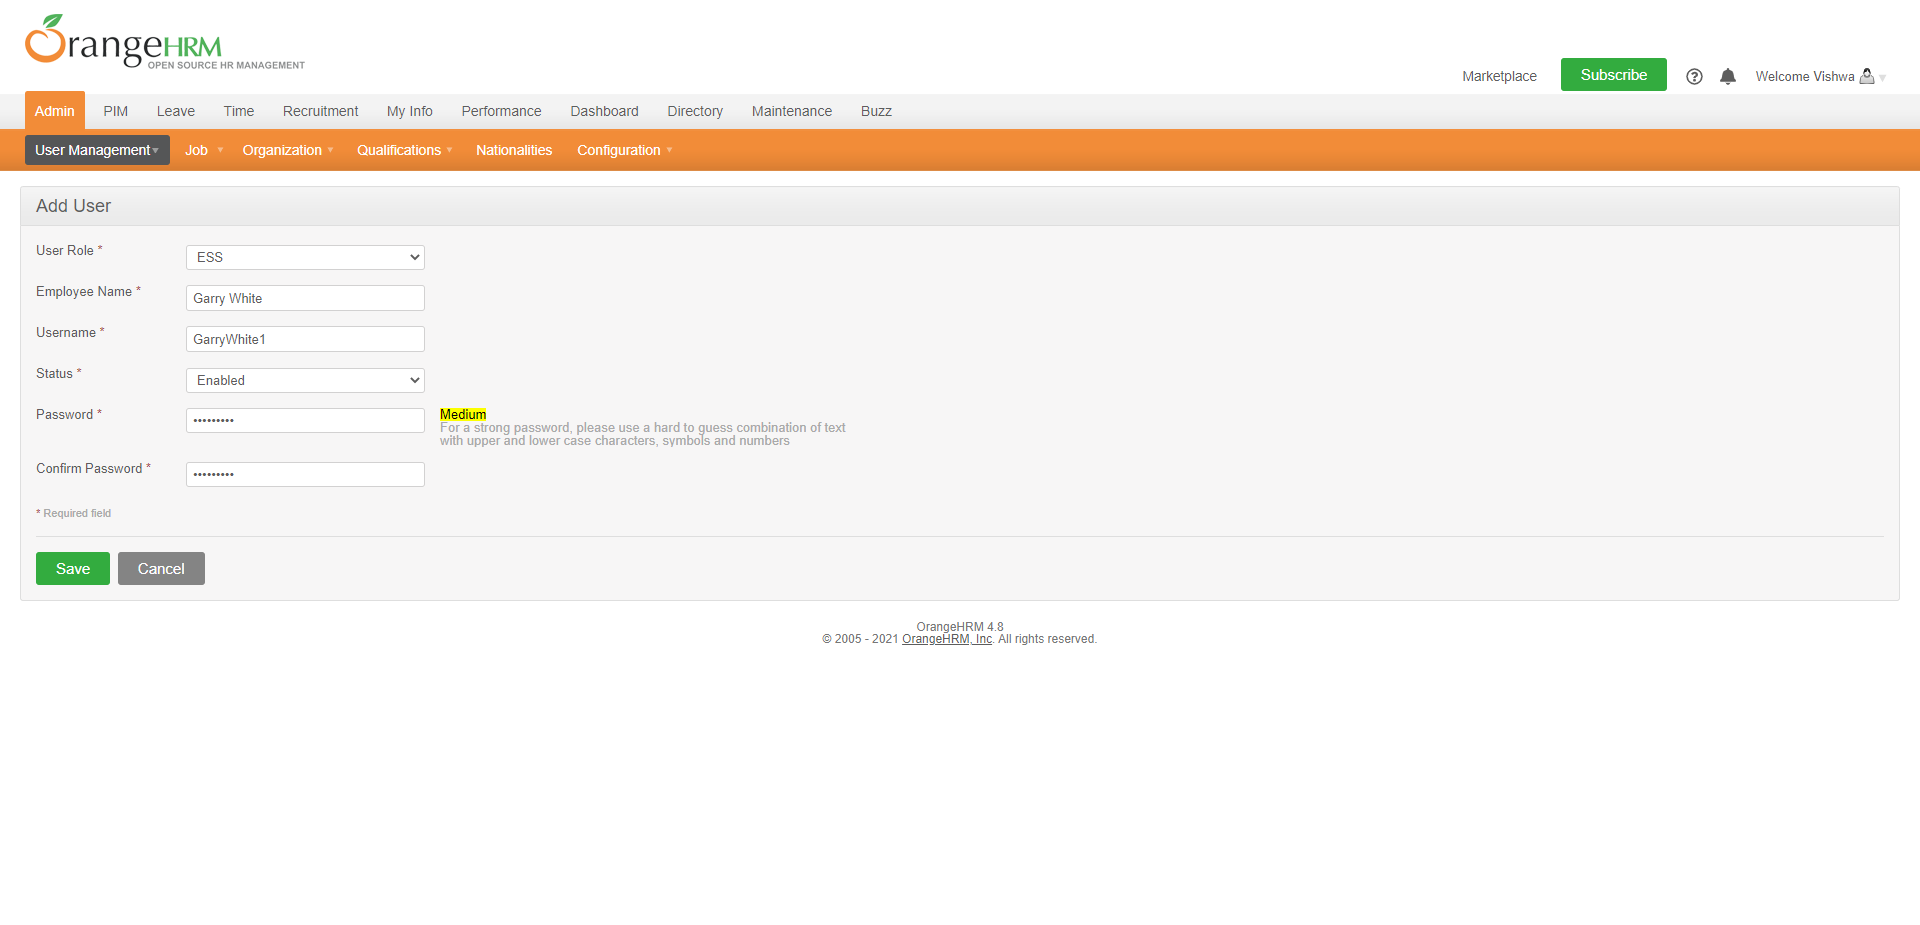 OrangeHRM
OPEN SOURCE HR MANAGEMENT
Marketplace Subscribe Welcome Vishwa
Admin PIM Leave Time Recruitment My Info Performance Dashboard Directory Maintenance Buzz
User Management Job Organization Qualifications Nationalities Configuration
Add User
User Role * ESS
Employee Name * Garry White
Username * GarryWhite1
Status * Enabled
Password * ••••••••• Medium
For a strong password, please use a hard to guess combination of text
with upper and lower case characters, symbols and numbers
Confirm Password * •••••••••
* Required field
Save Cancel
OrangeHRM 4.8
© 2005 - 2021 OrangeHRM, Inc. All rights reserved.